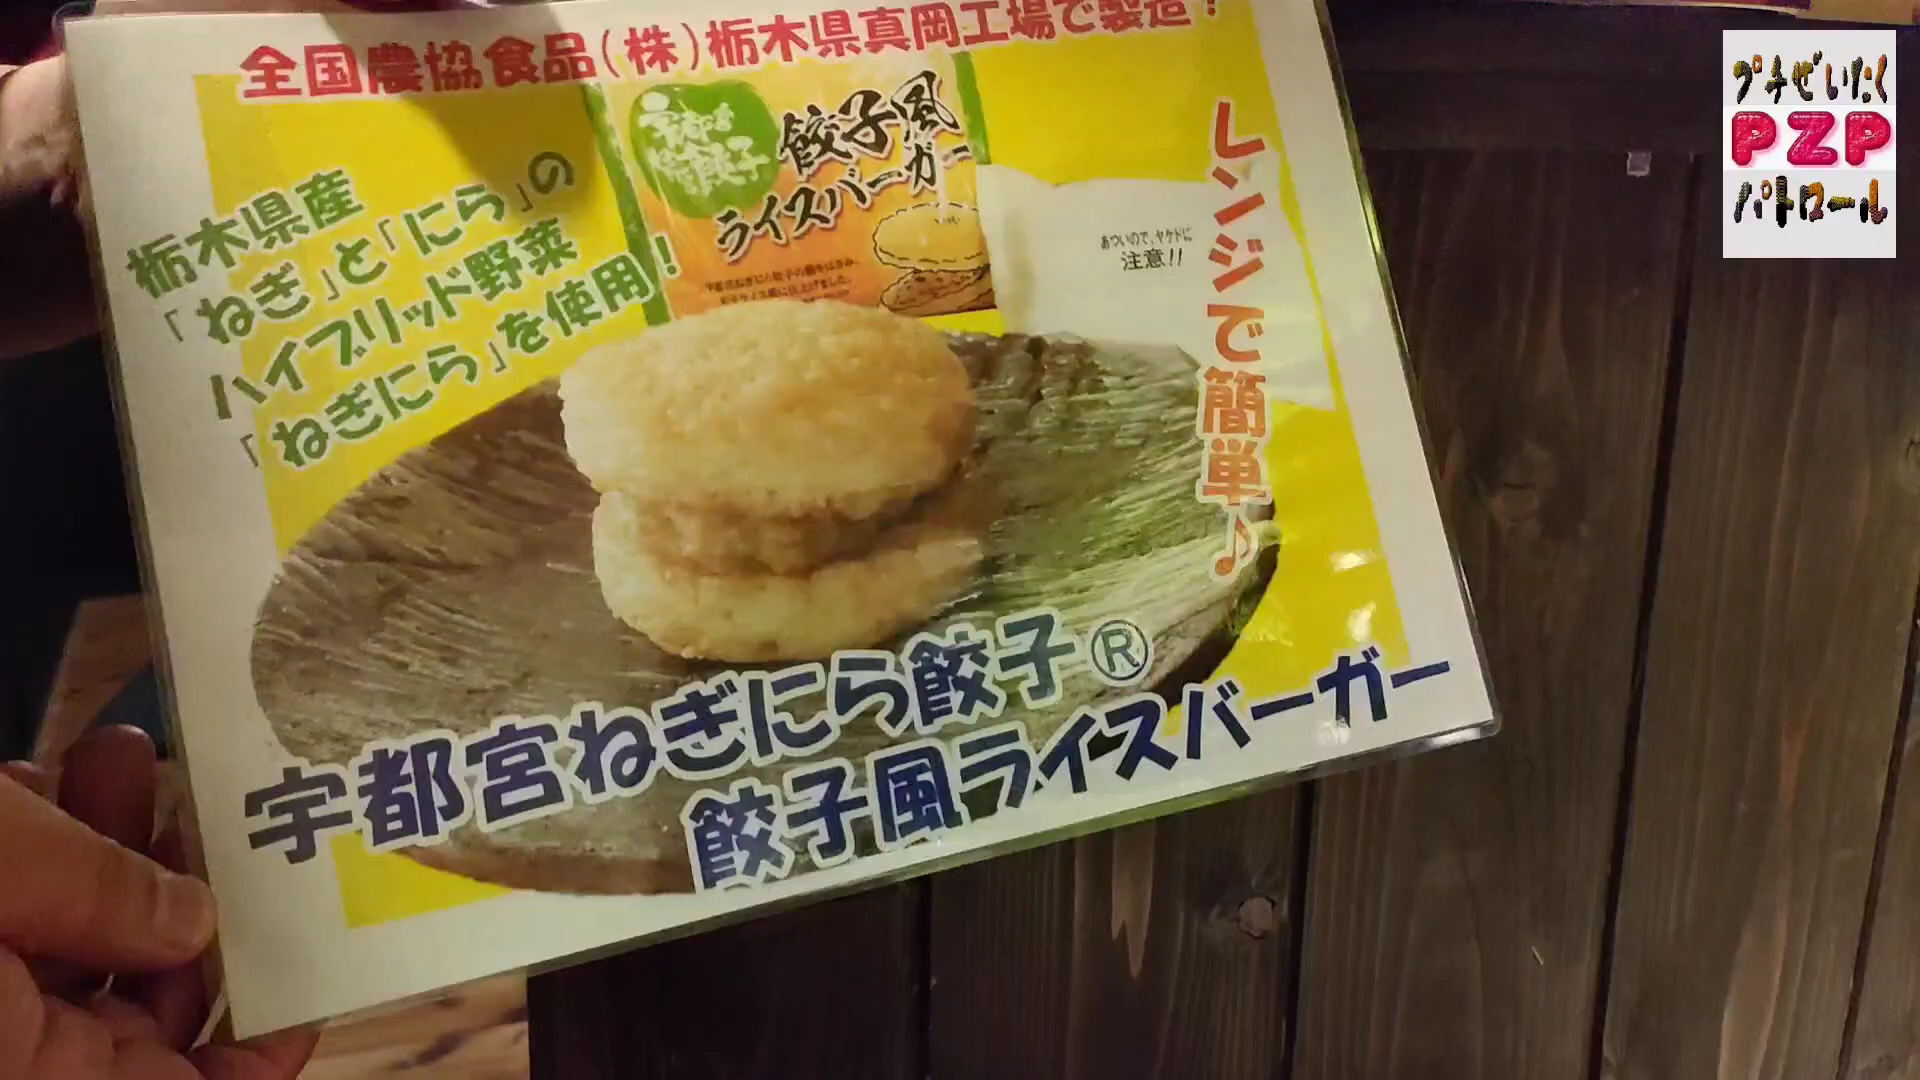 全国農協食品(株)栃木県真岡工場で製造!
栃木県産
「ねぎ」と「にら」の
ハイブリッド野菜
「ねぎにら」を使用!
餃子風
ライスバーガー
あついので、ヤケドに
注意!!
レンジで簡単♪
宇都宮ねぎにら餃子®
餃子風ライスバーガー
プチぜいたく
PZP
パトロール